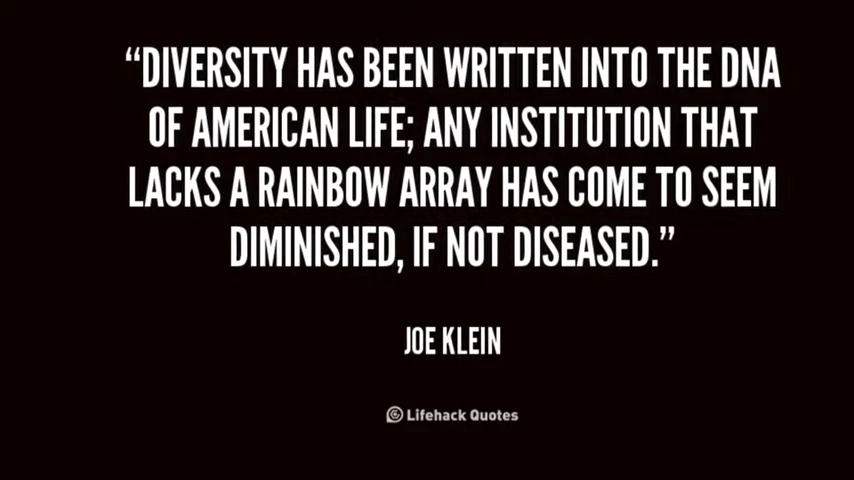 “DIVERSITY HAS BEEN WRITTEN INTO THE DNA
OF AMERICAN LIFE; ANY INSTITUTION THAT
LACKS A RAINBOW ARRAY HAS COME TO SEEM
DIMINISHED, IF NOT DISEASED.”
JOE KLEIN
Lifehack Quotes